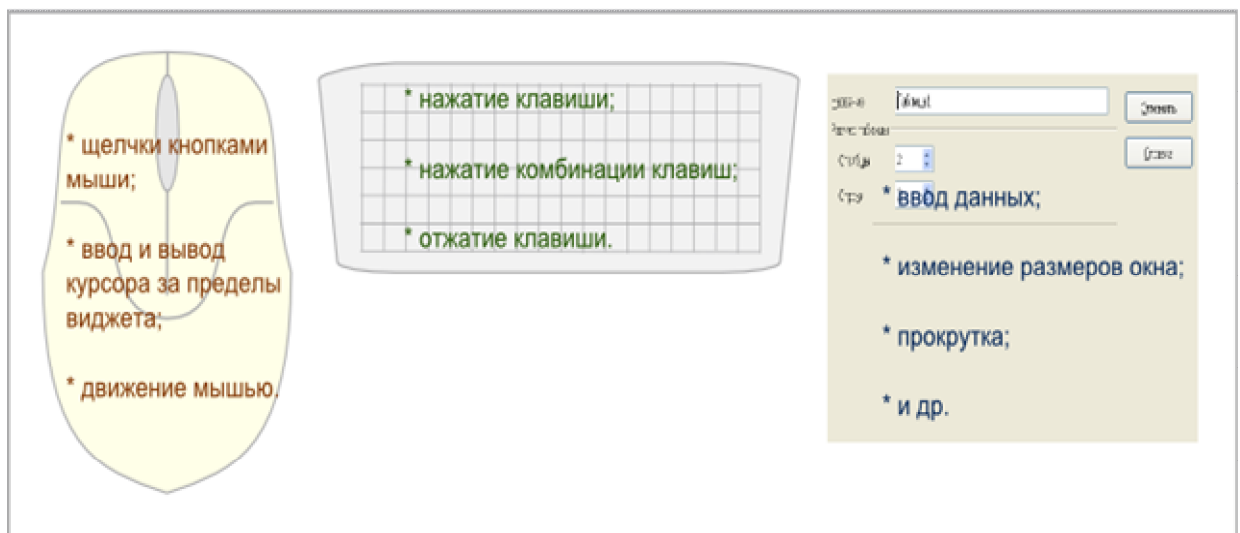 * щелчки кнопками
мыши;
* ввод и вывод
курсора за пределы
виджета;
* движение мышью.
* нажатие клавиши;
* нажатие комбинации клавиш;
* отжатие клавиши.
2
* ввод данных;
* изменение размеров окна;
* прокрутка;
* и др.